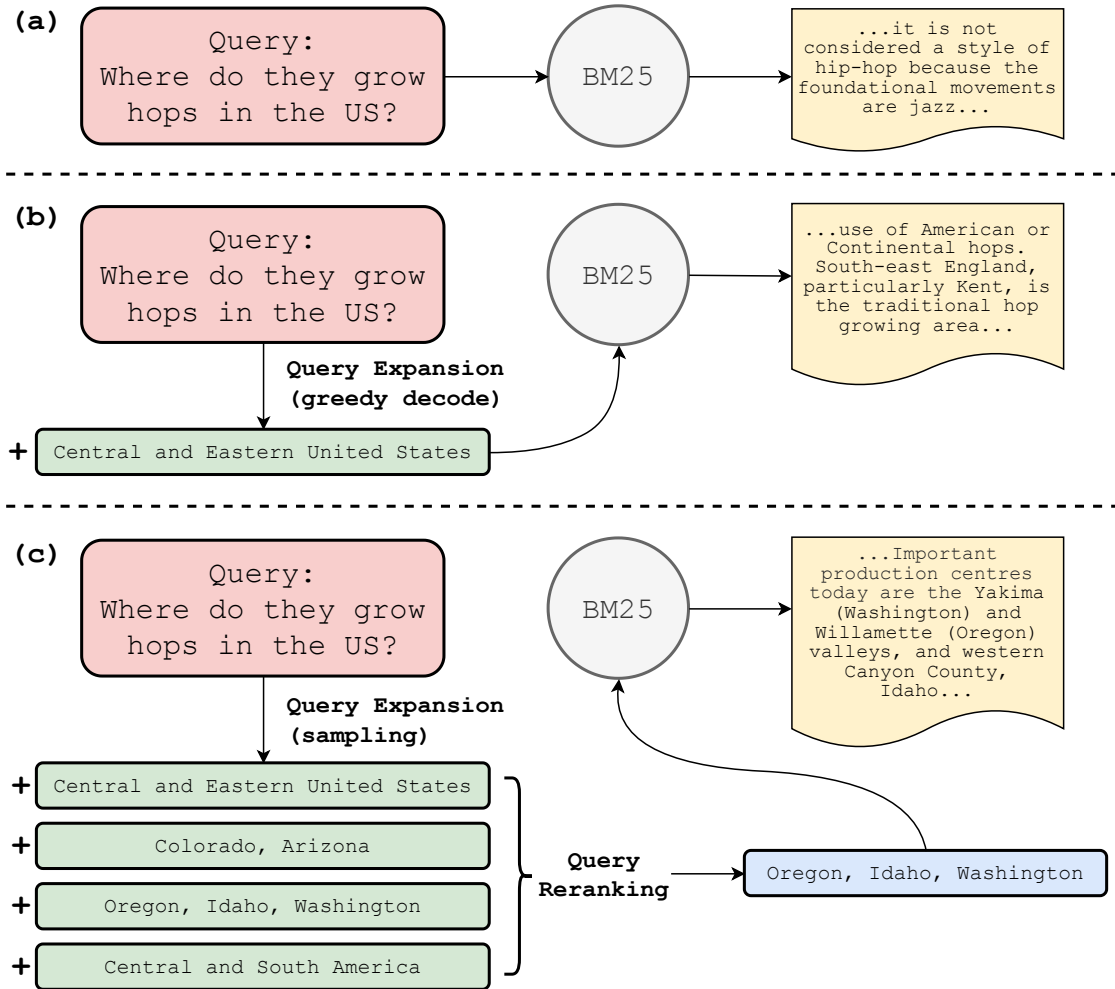 (a)
Query:
Where do they grow
hops in the US?
BM25
...it is not
considered a style of
hip-hop because the
foundational movements
are jazz...
(b)
Query:
Where do they grow
hops in the US?
Query Expansion
(greedy decode)
+ Central and Eastern United States
BM25
...use of American or
Continental hops.
South-east England,
particularly Kent, is
the traditional hop
growing area...
(c)
Query:
Where do they grow
hops in the US?
Query Expansion
(sampling)
+ Central and Eastern United States
+ Colorado, Arizona
+ Oregon, Idaho, Washington
+ Central and South America
Query
Reranking
Oregon, Idaho, Washington
BM25
...Important
production centres
today are the Yakima
(Washington) and
Willamette (Oregon)
valleys, and western
Canyon County,
Idaho...